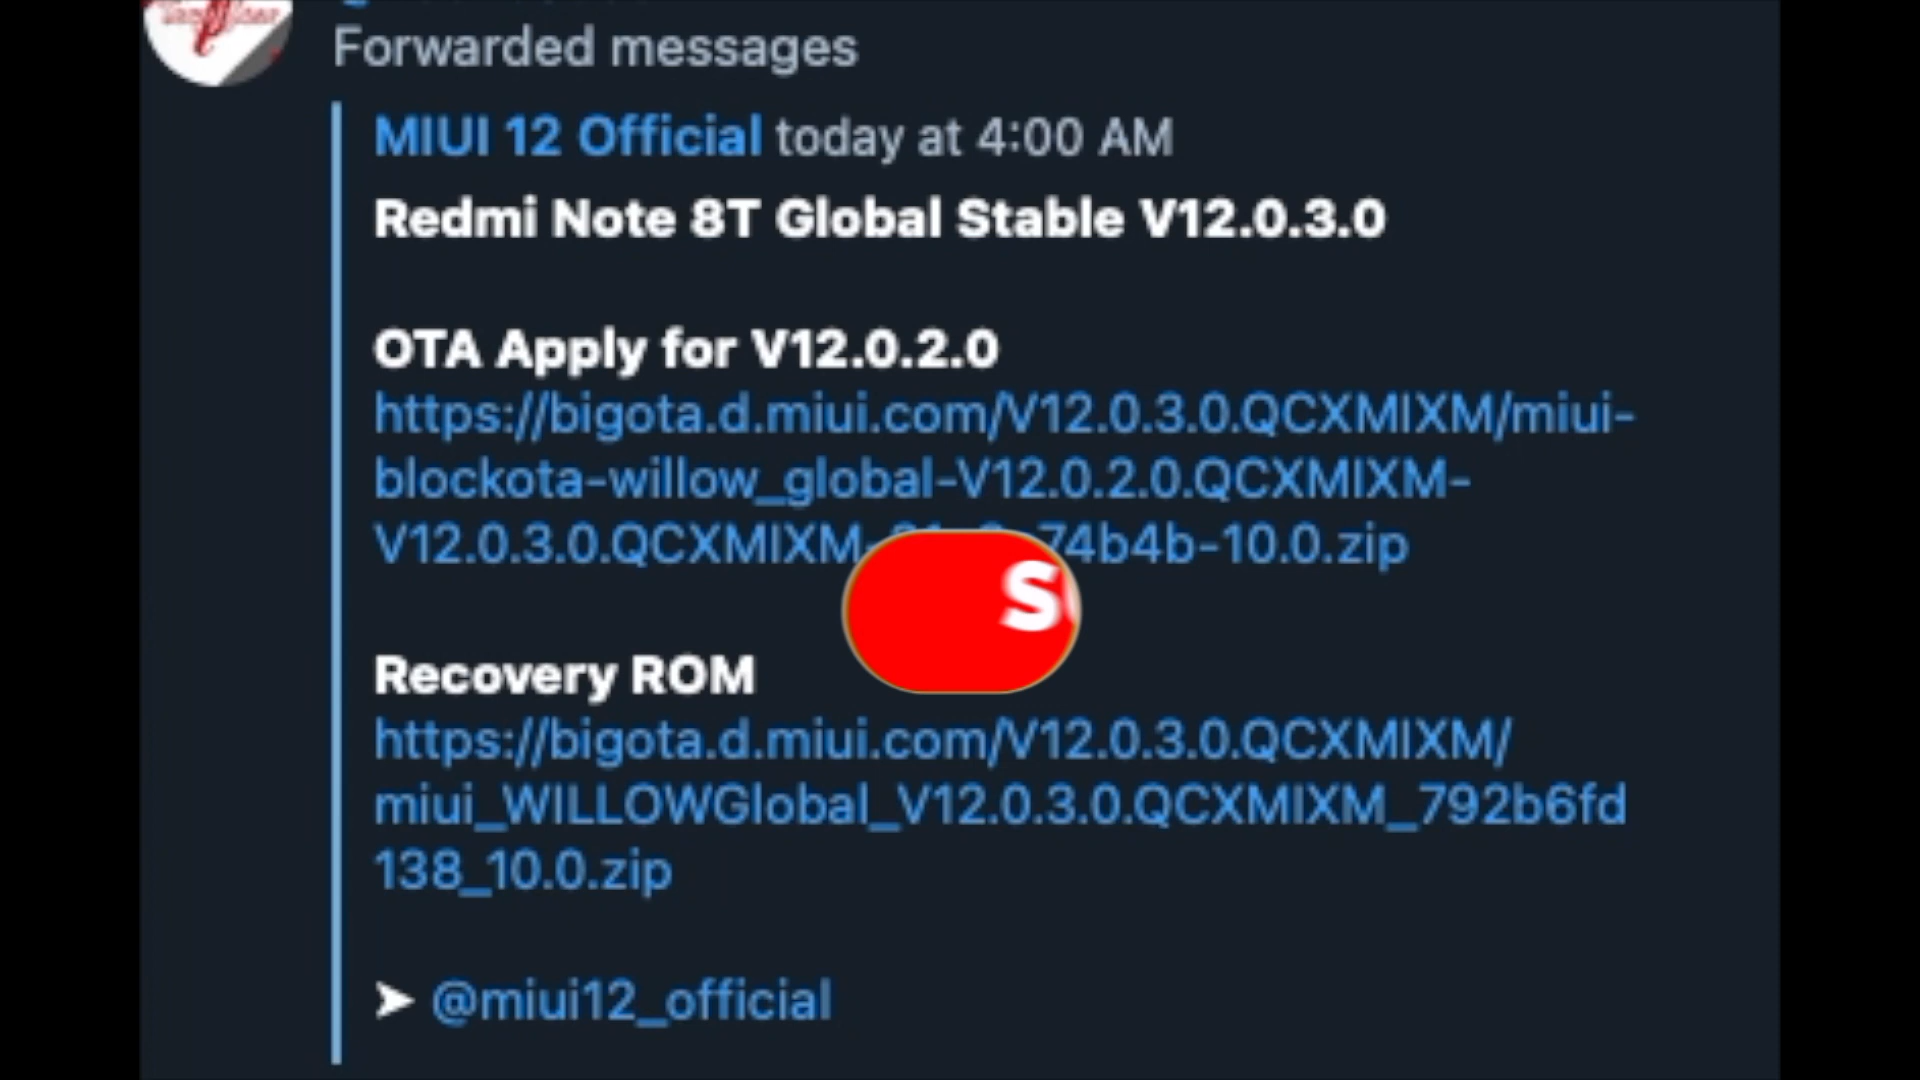 Forwarded messages
MIUI 12 Official today at 4:00 AM
Redmi Note 8T Global Stable V12.0.3.0
OTA Apply for V12.0.2.0
https://bigota.d.miui.com/V12.0.3.0.QCXMIXM/miui-
blockota-willow_global-V12.0.2.0.QCXMIXM-
V12.0.3.0.QCXMIXM- 74b4b-10.0.zip
S
Recovery ROM
https://bigota.d.miui.com/V12.0.3.0.QCXMIXM/
miui_WILLOWGlobal_V12.0.3.0.QCXMIXM_792b6fd
138_10.0.zip
➤ @miui12_official